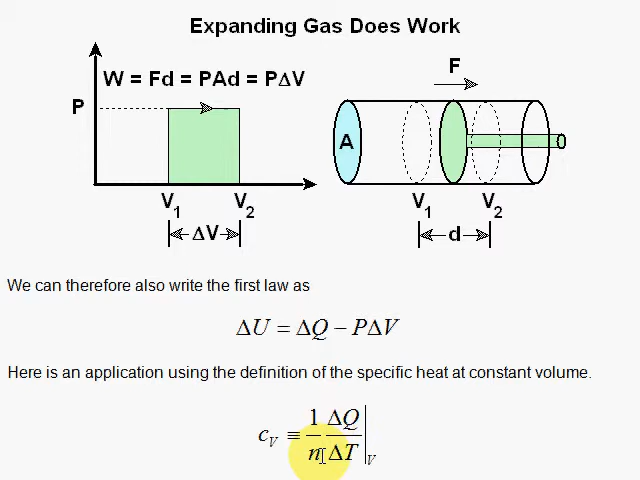 Expanding Gas Does Work
W = Fd = PAd = PΔV
P
V₁
V₂
ΔV
F
A
V₁
V₂
d
We can therefore also write the first law as
ΔU = ΔQ − PΔV
Here is an application using the definition of the specific heat at constant volume.
c_V ≡ 1/n ΔQ/ΔT |_V